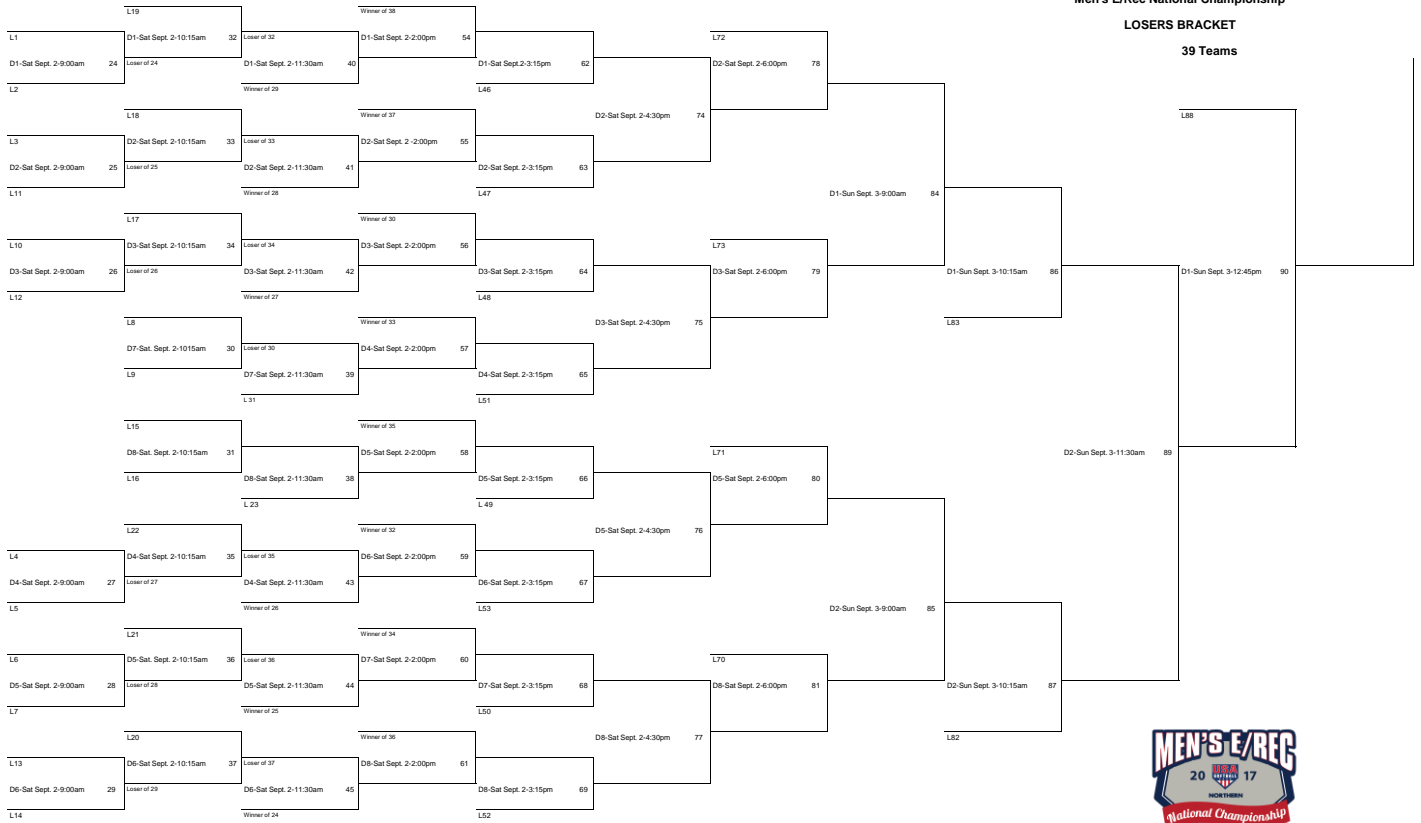 Men's E/Rec National Championship
LOSERS BRACKET
39 Teams
L19
Winner of 38
L1
D1-Sat Sept. 2-10:15am 32
Loser of 32
D1-Sat Sept. 2-2:00pm 54
L72
D1-Sat Sept. 2-9:00am 24
Loser of 24
D1-Sat Sept. 2-11:30am 40
D1-Sat Sept.2-3:15pm 62
D2-Sat Sept. 2-6:00pm 78
L2
Winner of 29
L46
L18
Winner of 37
D2-Sat Sept. 2-4:30pm 74
L88
L3
D2-Sat Sept. 2-10:15am 33
Loser of 33
D2-Sat Sept. 2 -2:00pm 55
D2-Sat Sept. 2-9:00am 25
Loser of 25
D2-Sat Sept. 2-11:30am 41
D2-Sat Sept. 2-3:15pm 63
L11
Winner of 28
L47
D1-Sun Sept. 3-9:00am 84
L17
Winner of 30
L10
D3-Sat Sept. 2-10:15am 34
Loser of 34
D3-Sat Sept. 2-2:00pm 56
L73
D3-Sat Sept. 2-9:00am 26
Loser of 26
D3-Sat Sept. 2-11:30am 42
D3-Sat Sept. 2-3:15pm 64
D3-Sat Sept. 2-6:00pm 79
D1-Sun Sept. 3-10:15am 86
D1-Sun Sept. 3-12:45pm 90
L12
Winner of 27
L48
L8
Winner of 33
D3-Sat Sept. 2-4:30pm 75
L83
D7-Sat. Sept. 2-1015am 30
Loser of 30
D4-Sat Sept. 2-2:00pm 57
L9
D7-Sat Sept. 2-11:30am 39
D4-Sat Sept. 2-3:15pm 65
L 31
L51
L15
Winner of 35
D8-Sat. Sept. 2-10:15am 31
D5-Sat Sept. 2-2:00pm 58
L71
D2-Sun Sept. 3-11:30am 89
L16
D8-Sat Sept. 2-11:30am 38
D5-Sat Sept. 2-3:15pm 66
D5-Sat Sept. 2-6:00pm 80
L 23
L 49
L22
Winner of 32
D5-Sat Sept. 2-4:30pm 76
L4
D4-Sat Sept. 2-10:15am 35
Loser of 35
D6-Sat Sept. 2-2:00pm 59
D4-Sat Sept. 2-9:00am 27
Loser of 27
D4-Sat Sept. 2-11:30am 43
D6-Sat Sept. 2-3:15pm 67
L5
Winner of 26
L53
D2-Sun Sept. 3-9:00am 85
L21
Winner of 34
L6
D5-Sat. Sept. 2-10:15am 36
Loser of 36
D7-Sat Sept. 2-2:00pm 60
L70
D5-Sat Sept. 2-9:00am 28
Loser of 28
D5-Sat Sept. 2-11:30am 44
D7-Sat Sept. 2-3:15pm 68
D8-Sat Sept. 2-6:00pm 81
D2-Sun Sept. 3-10:15am 87
L7
Winner of 25
L50
L20
Winner of 36
D8-Sat Sept. 2-4:30pm 77
L82
L13
D6-Sat Sept. 2-10:15am 37
Loser of 37
D8-Sat Sept. 2-2:00pm 61
D6-Sat Sept. 2-9:00am 29
Loser of 29
D6-Sat Sept. 2-11:30am 45
D8-Sat Sept. 2-3:15pm 69
L14
Winner of 24
L52
MEN'S E/REC
20 USA SOFTBALL 17
NORTHERN
National Championship